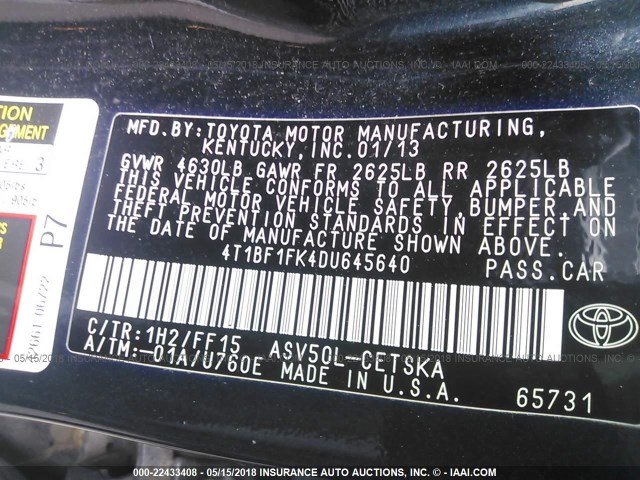 MFD.BY:TOYOTA MOTOR MANUFACTURING,
KENTUCKY,INC.01/13
GVWR 4630LB GAWR FR 2625LB RR 2625LB
THIS VEHICLE CONFORMS TO ALL APPLICABLE
FEDERAL MOTOR VEHICLE SAFETY,BUMPER,AND
THEFT PREVENTION STANDARDS IN EFFECT ON
THE DATE OF MANUFACTURE SHOWN ABOVE.
4T1BF1FK4DU645640 PASS.CAR
C/TR:1H2/FF15 ASV50L-CETSKA
A/TM:-01A/U760E MADE IN U.S.A.
65731
P7
3
000-22433408 - 05/15/2018 INSURANCE AUTO AUCTIONS, INC. © - IAAI.COM